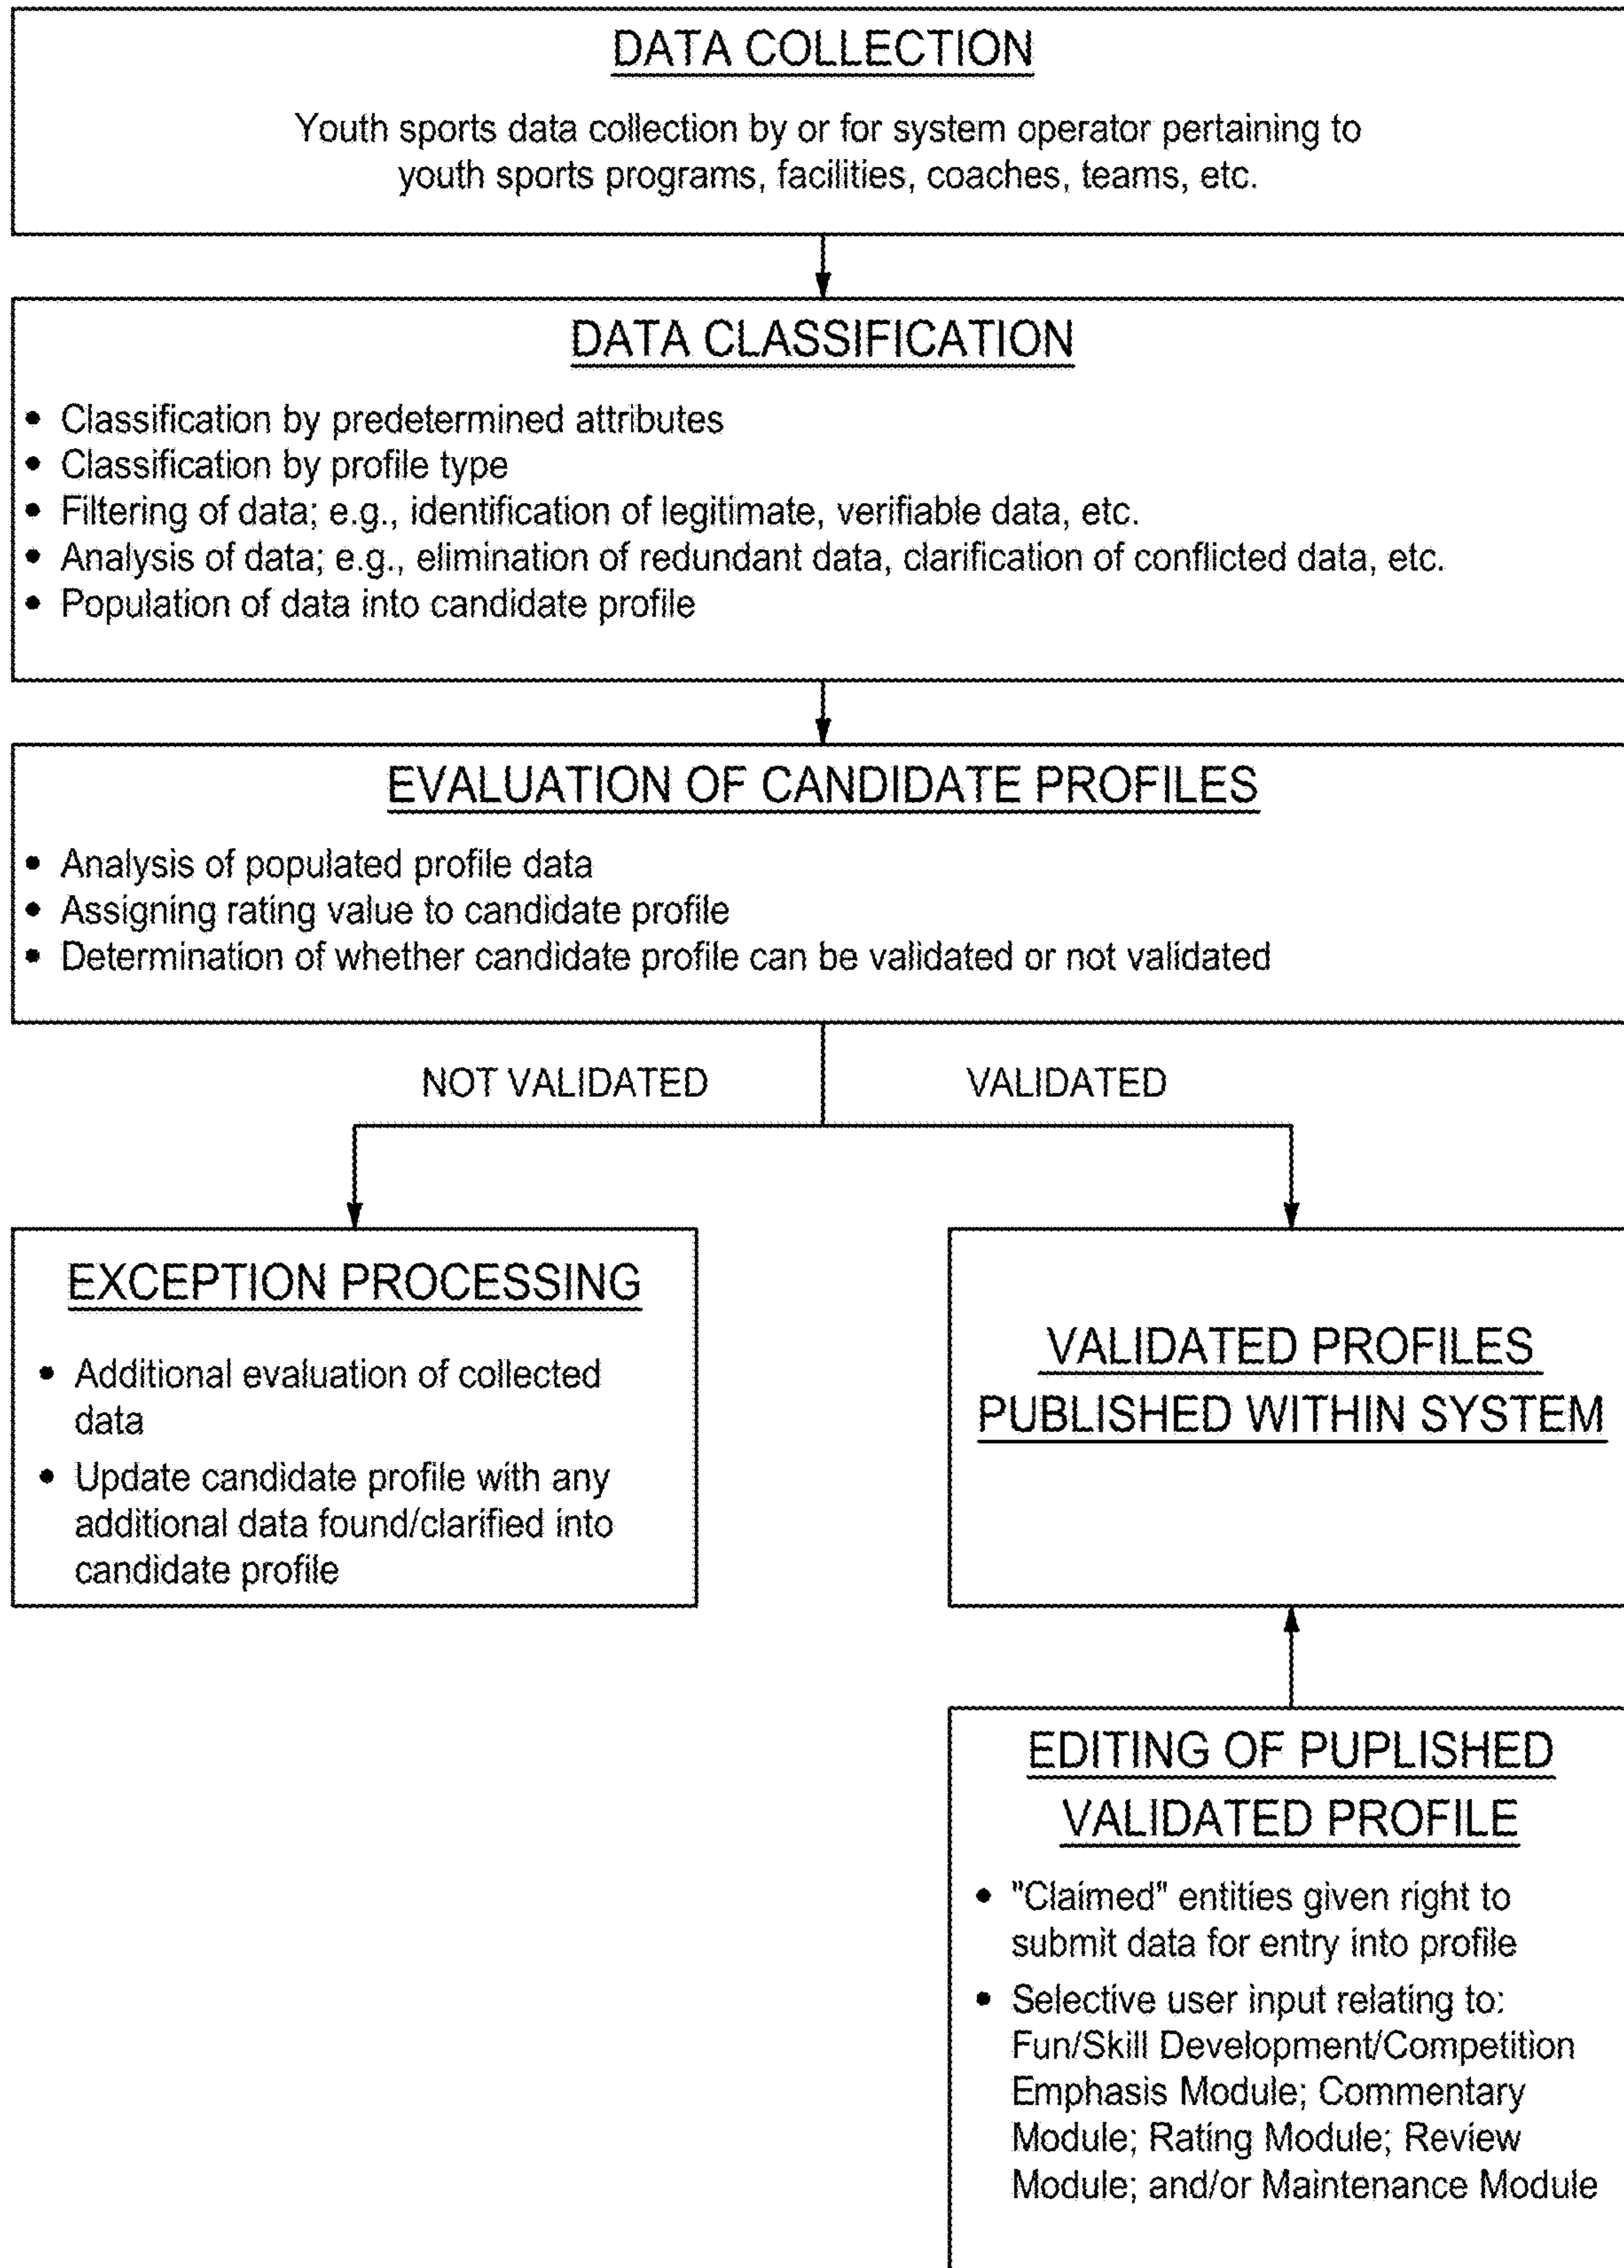 DATA COLLECTION
Youth sports data collection by or for system operator pertaining to
youth sports programs, facilities, coaches, teams, etc.
DATA CLASSIFICATION
• Classification by predetermined attributes
• Classification by profile type
• Filtering of data; e.g., identification of legitimate, verifiable data, etc.
• Analysis of data; e.g., elimination of redundant data, clarification of conflicted data, etc.
• Population of data into candidate profile
EVALUATION OF CANDIDATE PROFILES
• Analysis of populated profile data
• Assigning rating value to candidate profile
• Determination of whether candidate profile can be validated or not validated
NOT VALIDATED
VALIDATED
EXCEPTION PROCESSING
• Additional evaluation of collected
data
• Update candidate profile with any
additional data found/clarified into
candidate profile
VALIDATED PROFILES
PUBLISHED WITHIN SYSTEM
EDITING OF PUPLISHED
VALIDATED PROFILE
• "Claimed" entities given right to
submit data for entry into profile
• Selective user input relating to:
Fun/Skill Development/Competition
Emphasis Module; Commentary
Module; Rating Module; Review
Module; and/or Maintenance Module